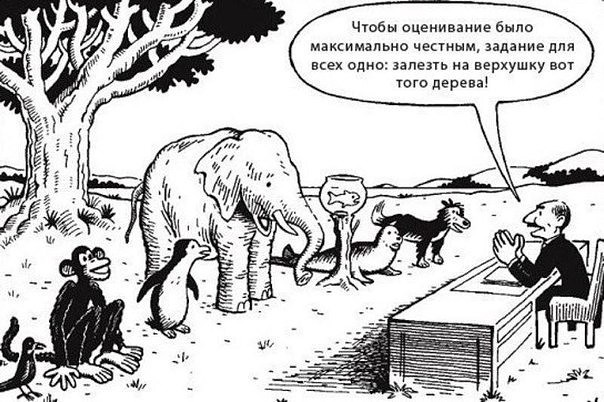 Чтобы оценивание было
максимально честным, задание для
всех одно: залезть на верхушку вот
того дерева!